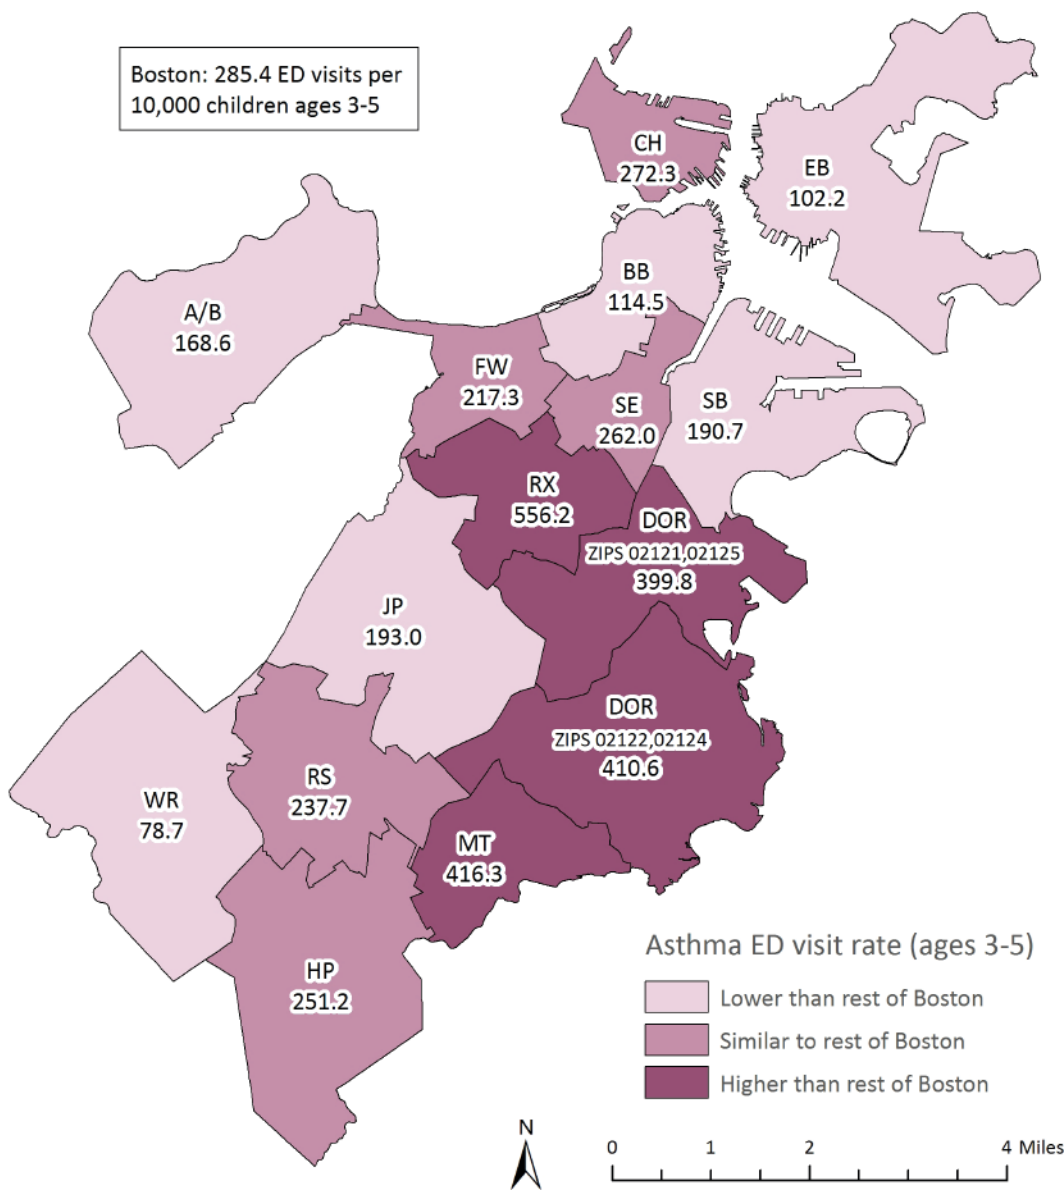 Boston: 285.4 ED visits per
10,000 children ages 3-5
CH
272.3
EB
102.2
BB
114.5
A/B
168.6
FW
217.3
SE
262.0
SB
190.7
RX
556.2
DOR
ZIPS 02121,02125
399.8
JP
193.0
DOR
ZIPS 02122,02124
410.6
RS
237.7
WR
78.7
MT
416.3
HP
251.2
Asthma ED visit rate (ages 3-5)
Lower than rest of Boston
Similar to rest of Boston
Higher than rest of Boston
N
0 1 2 4 Miles